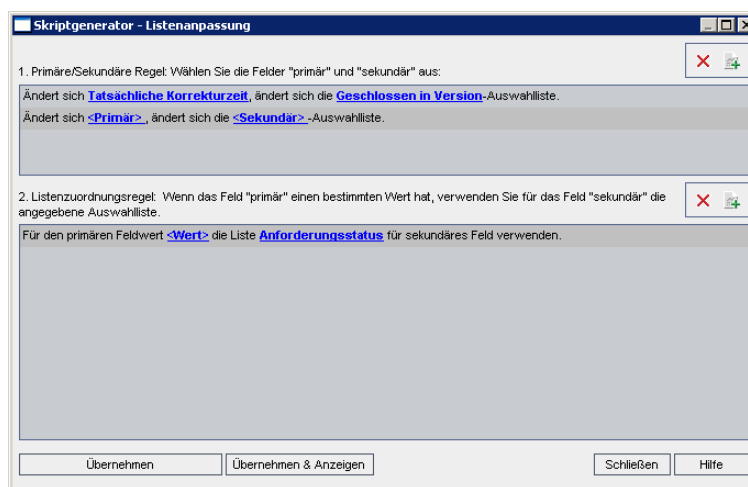 Skriptgenerator - Listenanpassung
1. Primäre/Sekundäre Regel: Wählen Sie die Felder "primär" und "sekundär" aus:
Ändert sich Tatsächliche Korrekturzeit, ändert sich die Geschlossen in Version-Auswahlliste.
Ändert sich <Primär> , ändert sich die <Sekundär> -Auswahlliste.
2. Listenzuordnungsregel: Wenn das Feld "primär" einen bestimmten Wert hat, verwenden Sie für das Feld "sekundär" die
angegebene Auswahlliste.
Für den primären Feldwert <Wert> die Liste Anforderungsstatus für sekundäres Feld verwenden.
Übernehmen Übernehmen & Anzeigen Schließen Hilfe